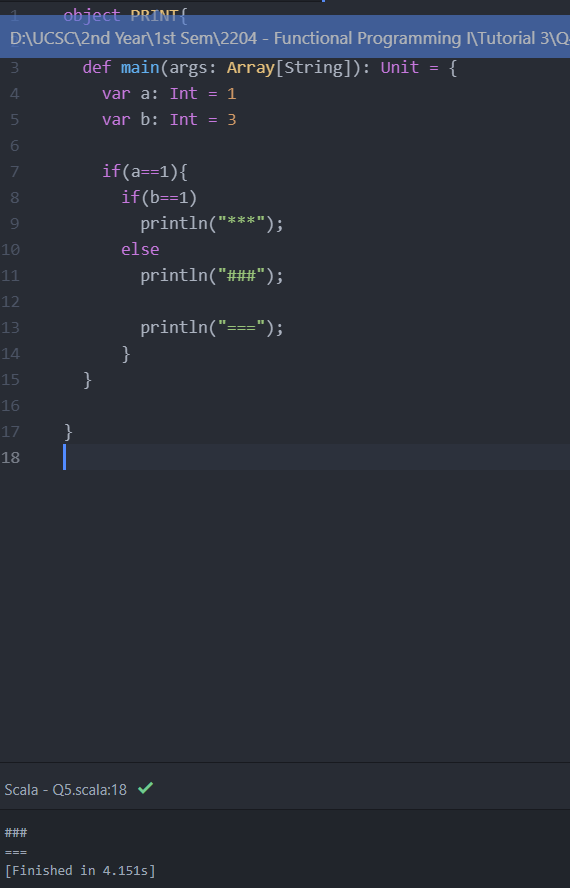 1 object PRINT{
D:\UCSC\2nd Year\1st Sem\2204 - Functional Programming I\Tutorial 3\Q
3 def main(args: Array[String]): Unit = {
4 var a: Int = 1
5 var b: Int = 3
6
7 if(a==1){
8 if(b==1)
9 println("***");
10 else
11 println("###");
12
13 println("===");
14 }
15 }
16
17 }
18
Scala - Q5.scala:18
###
===
[Finished in 4.151s]